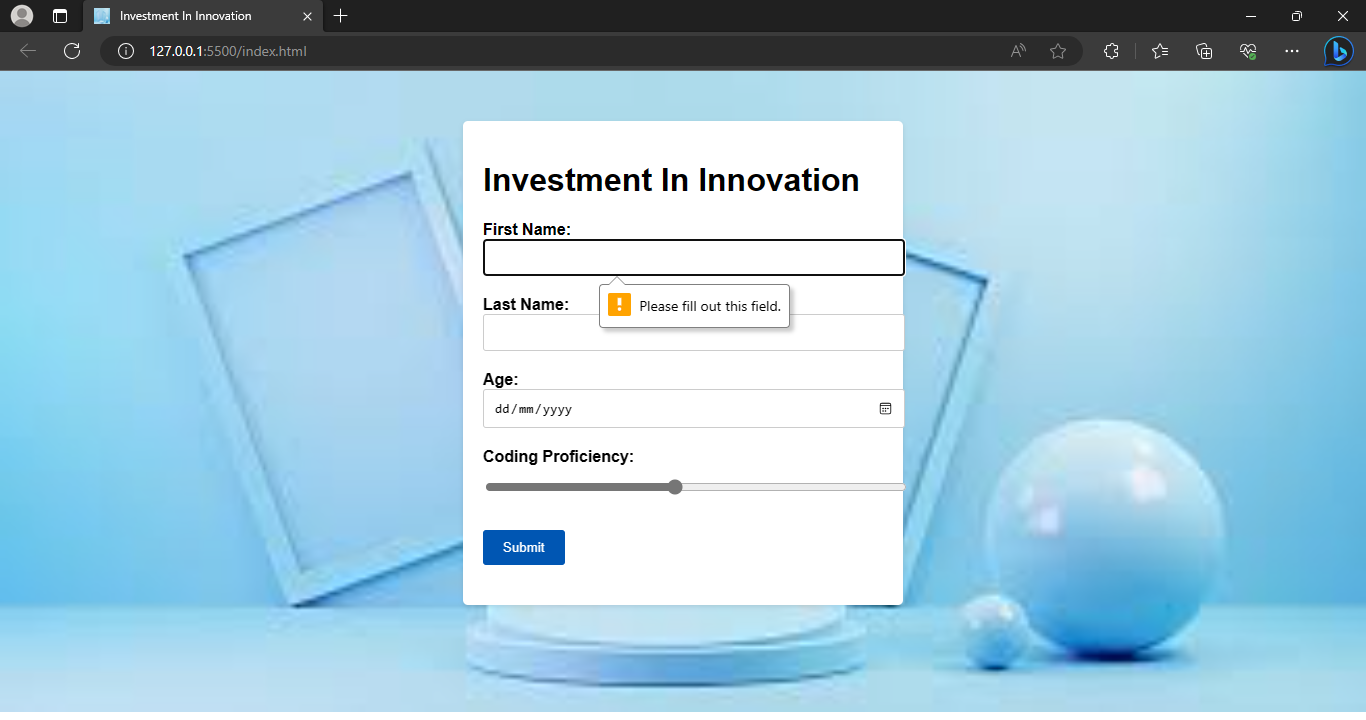 Investment In Innovation
127.0.0.1:5500/index.html
Investment In Innovation
First Name:
Last Name:
Please fill out this field.
Age:
dd/mm/yyyy
Coding Proficiency:
Submit